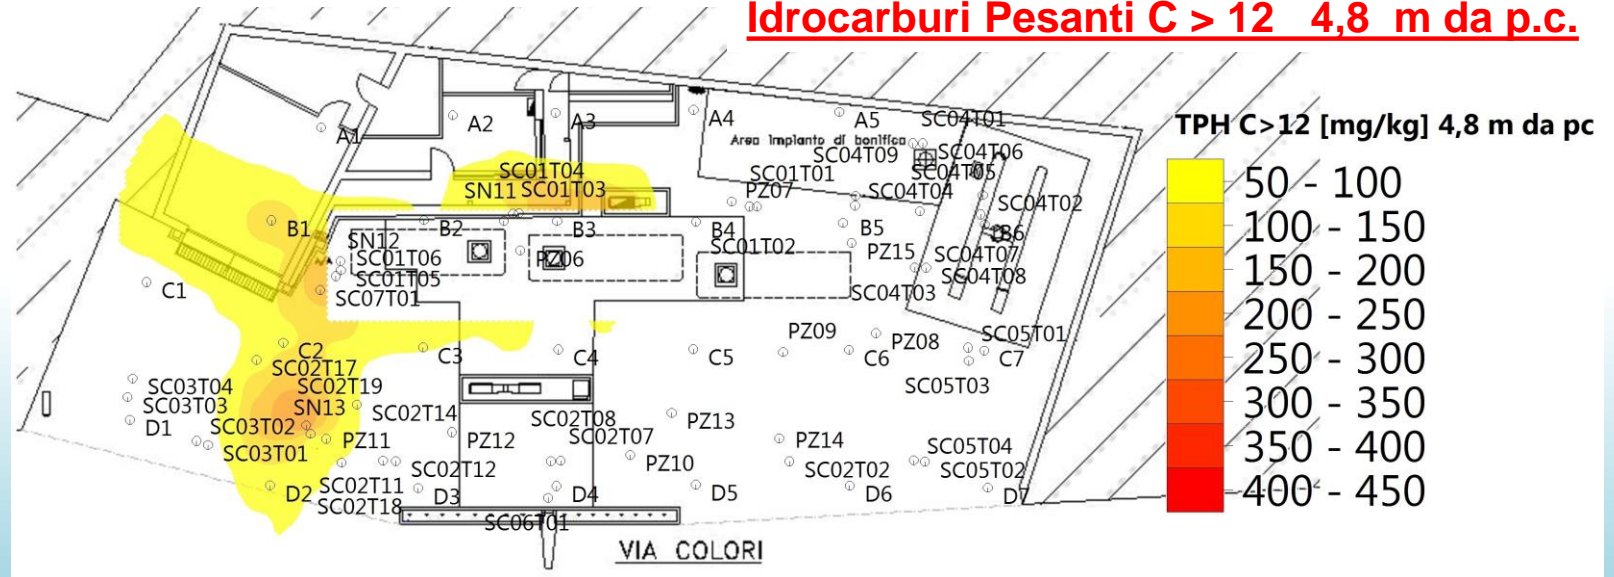 Idrocarburi Pesanti C > 12 4,8 m da p.c.
TPH C>12 [mg/kg] 4,8 m da pc
50 - 100
100 - 150
150 - 200
200 - 250
250 - 300
300 - 350
350 - 400
400 - 450
A1
A2
A3
A4
A5
SC04T01
Area impianto di bonifica
SC04T09
SC04T06
SC01T04
SC01T01
SC04T05
SN11
SC01T03
PZ07
SC04T04
SC04T02
B1
B2
B3
B4
B5
B6
SN12
SC01T02
SC01T06
PZ06
PZ15
SC04T07
SC01T05
SC04T08
C1
SC07T01
SC04T03
PZ09
PZ08
SC05T01
C2
C3
C4
C5
C6
C7
SC02T17
SC03T04
SC02T19
SC05T03
SC03T03
SN13
SC02T14
SC02T08
PZ13
D1
SC03T02
SC02T07
PZ11
PZ12
PZ14
SC05T04
SC03T01
PZ10
SC02T12
SC02T02
SC05T02
SC02T11
D2
D3
D4
D5
D6
D7
SC02T18
SC06T01
VIA COLORI